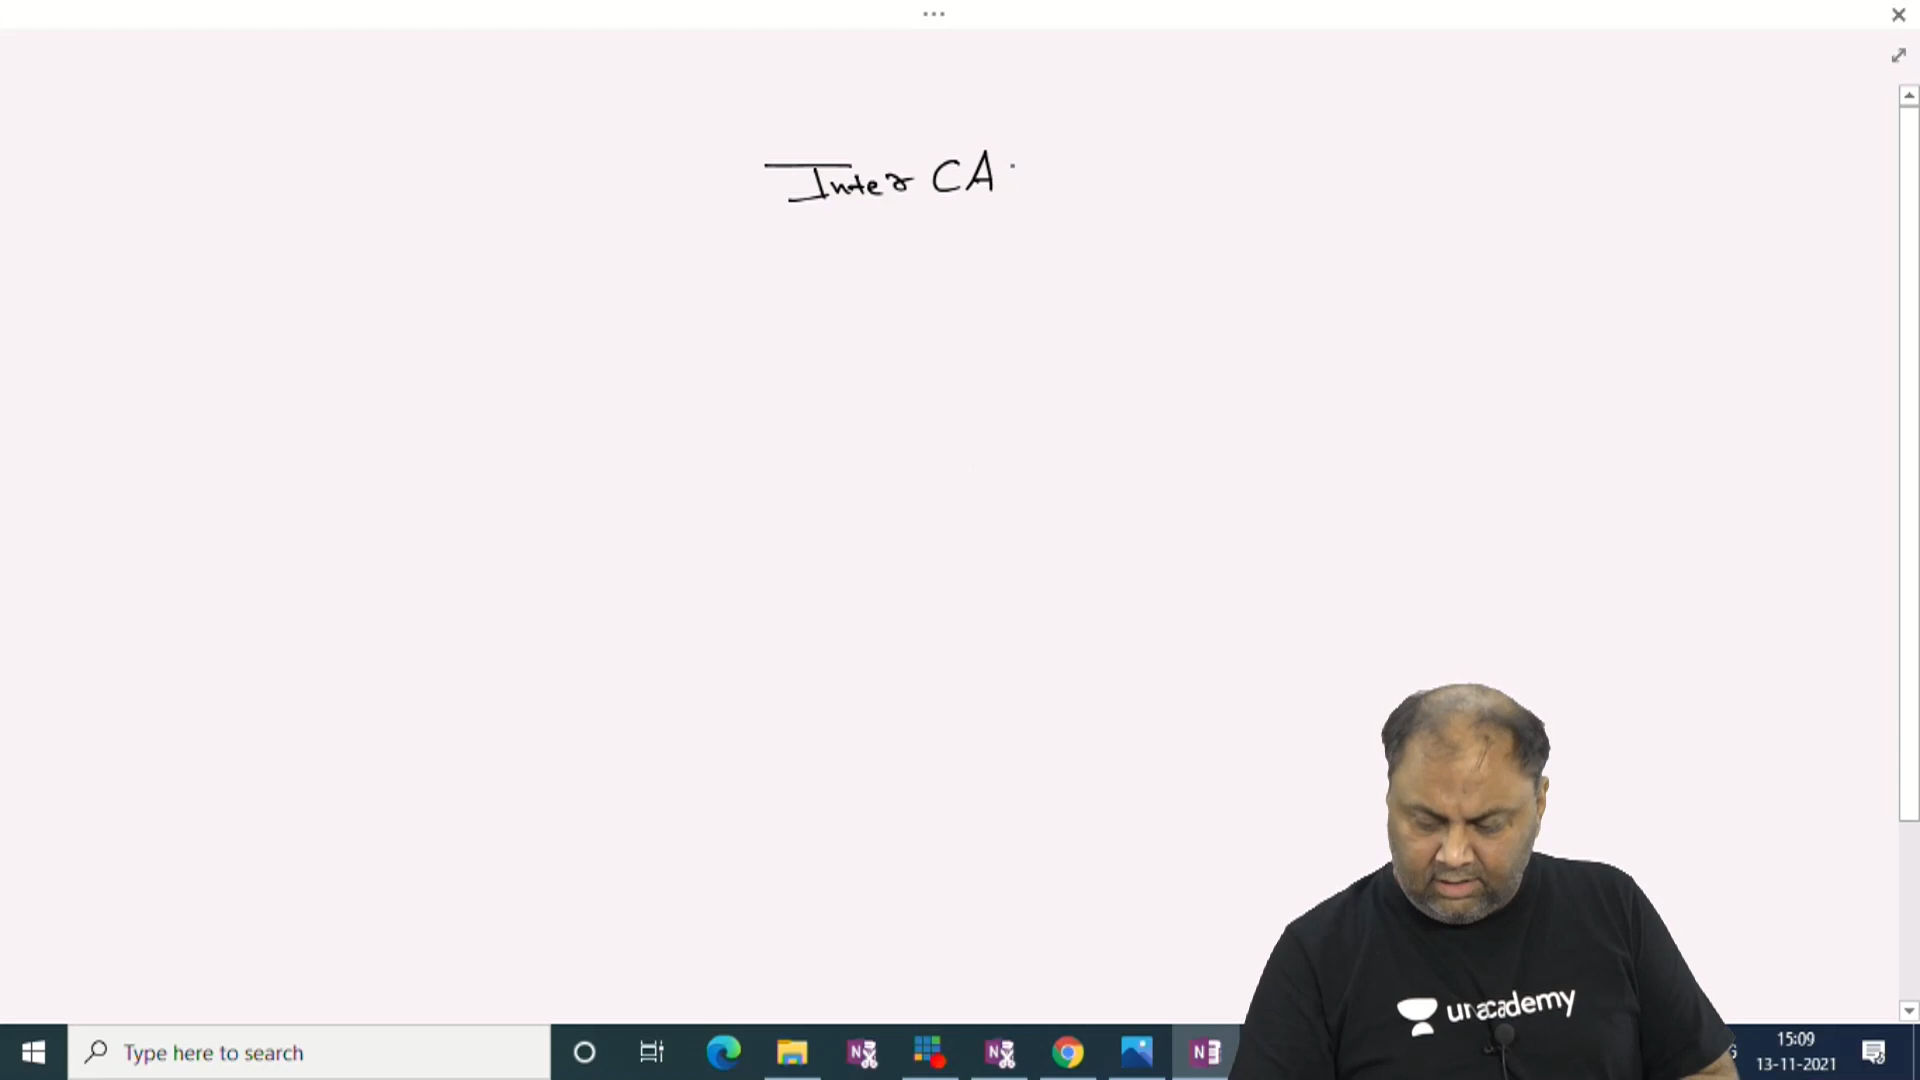 Inter CA
unacademy
Type here to search
15:09
13-11-2021